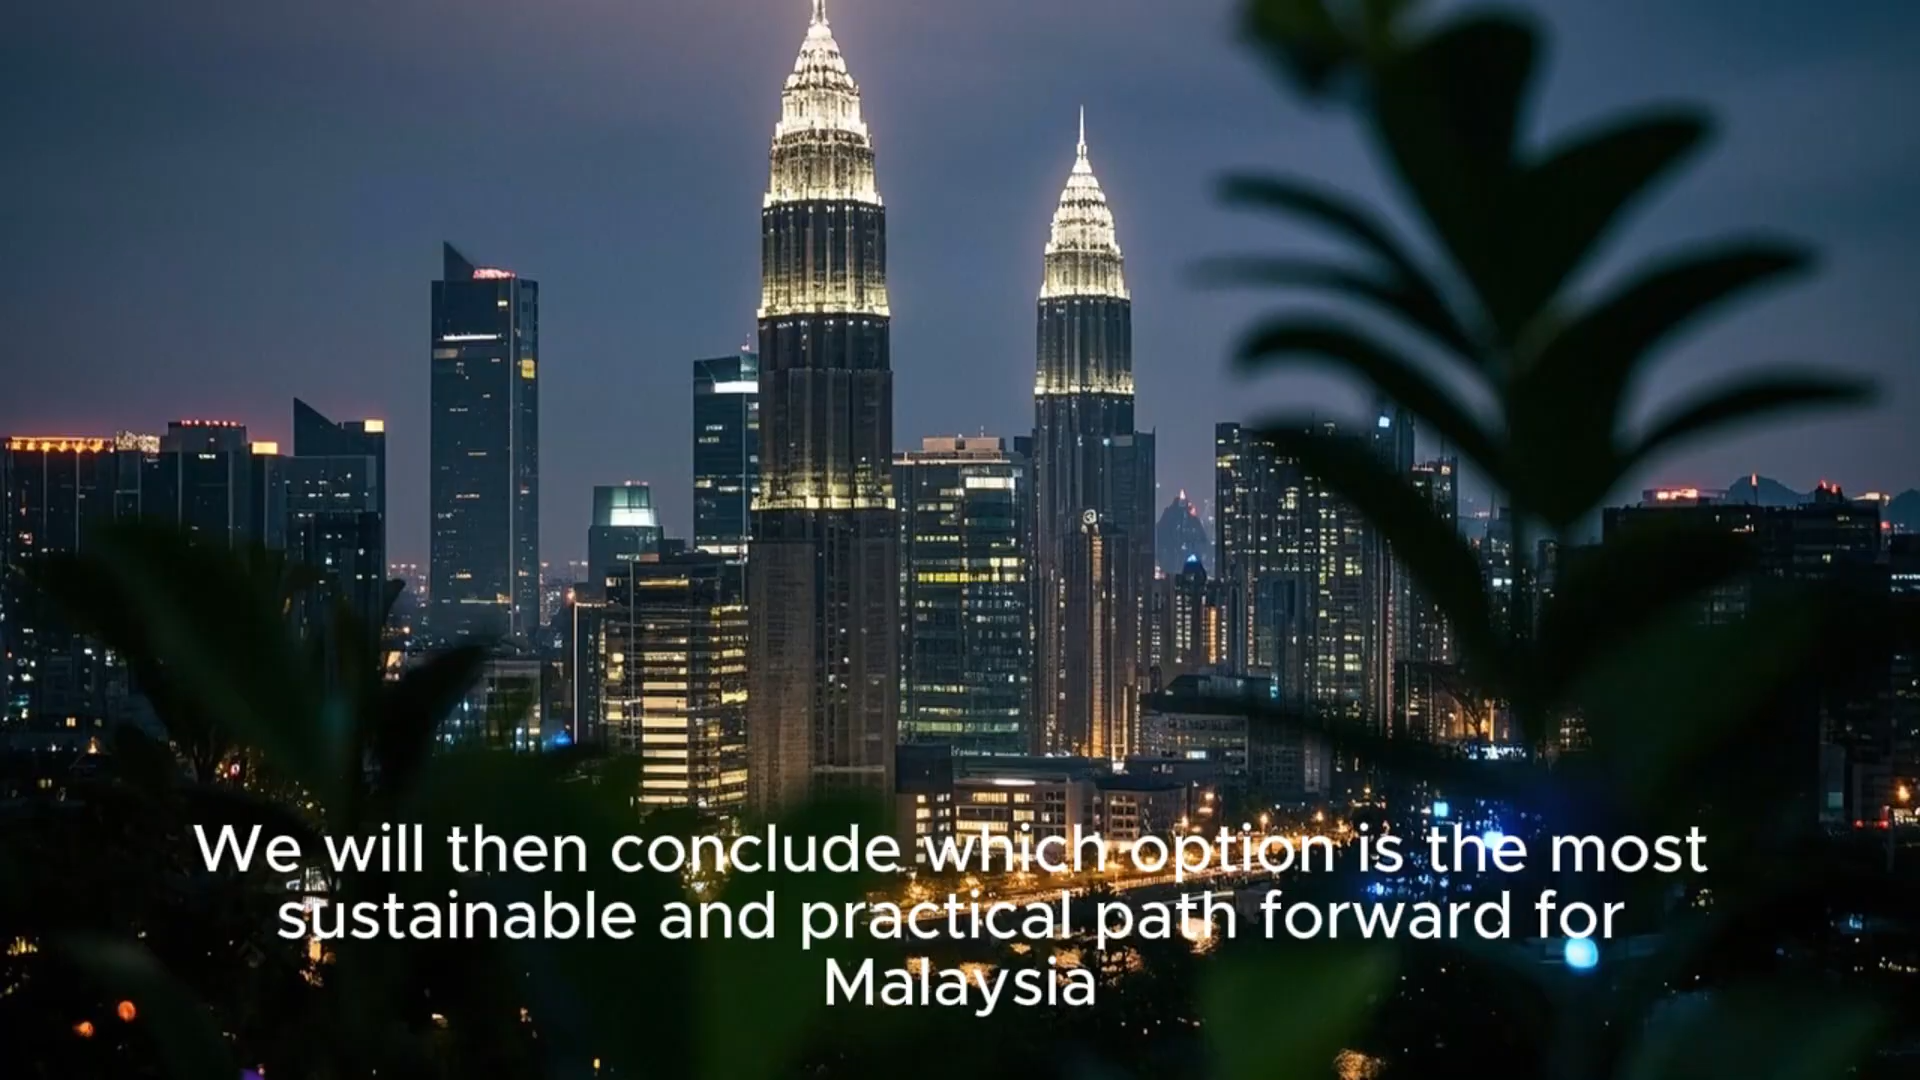 We will then conclude which option is the most
sustainable and practical path forward for
Malaysia